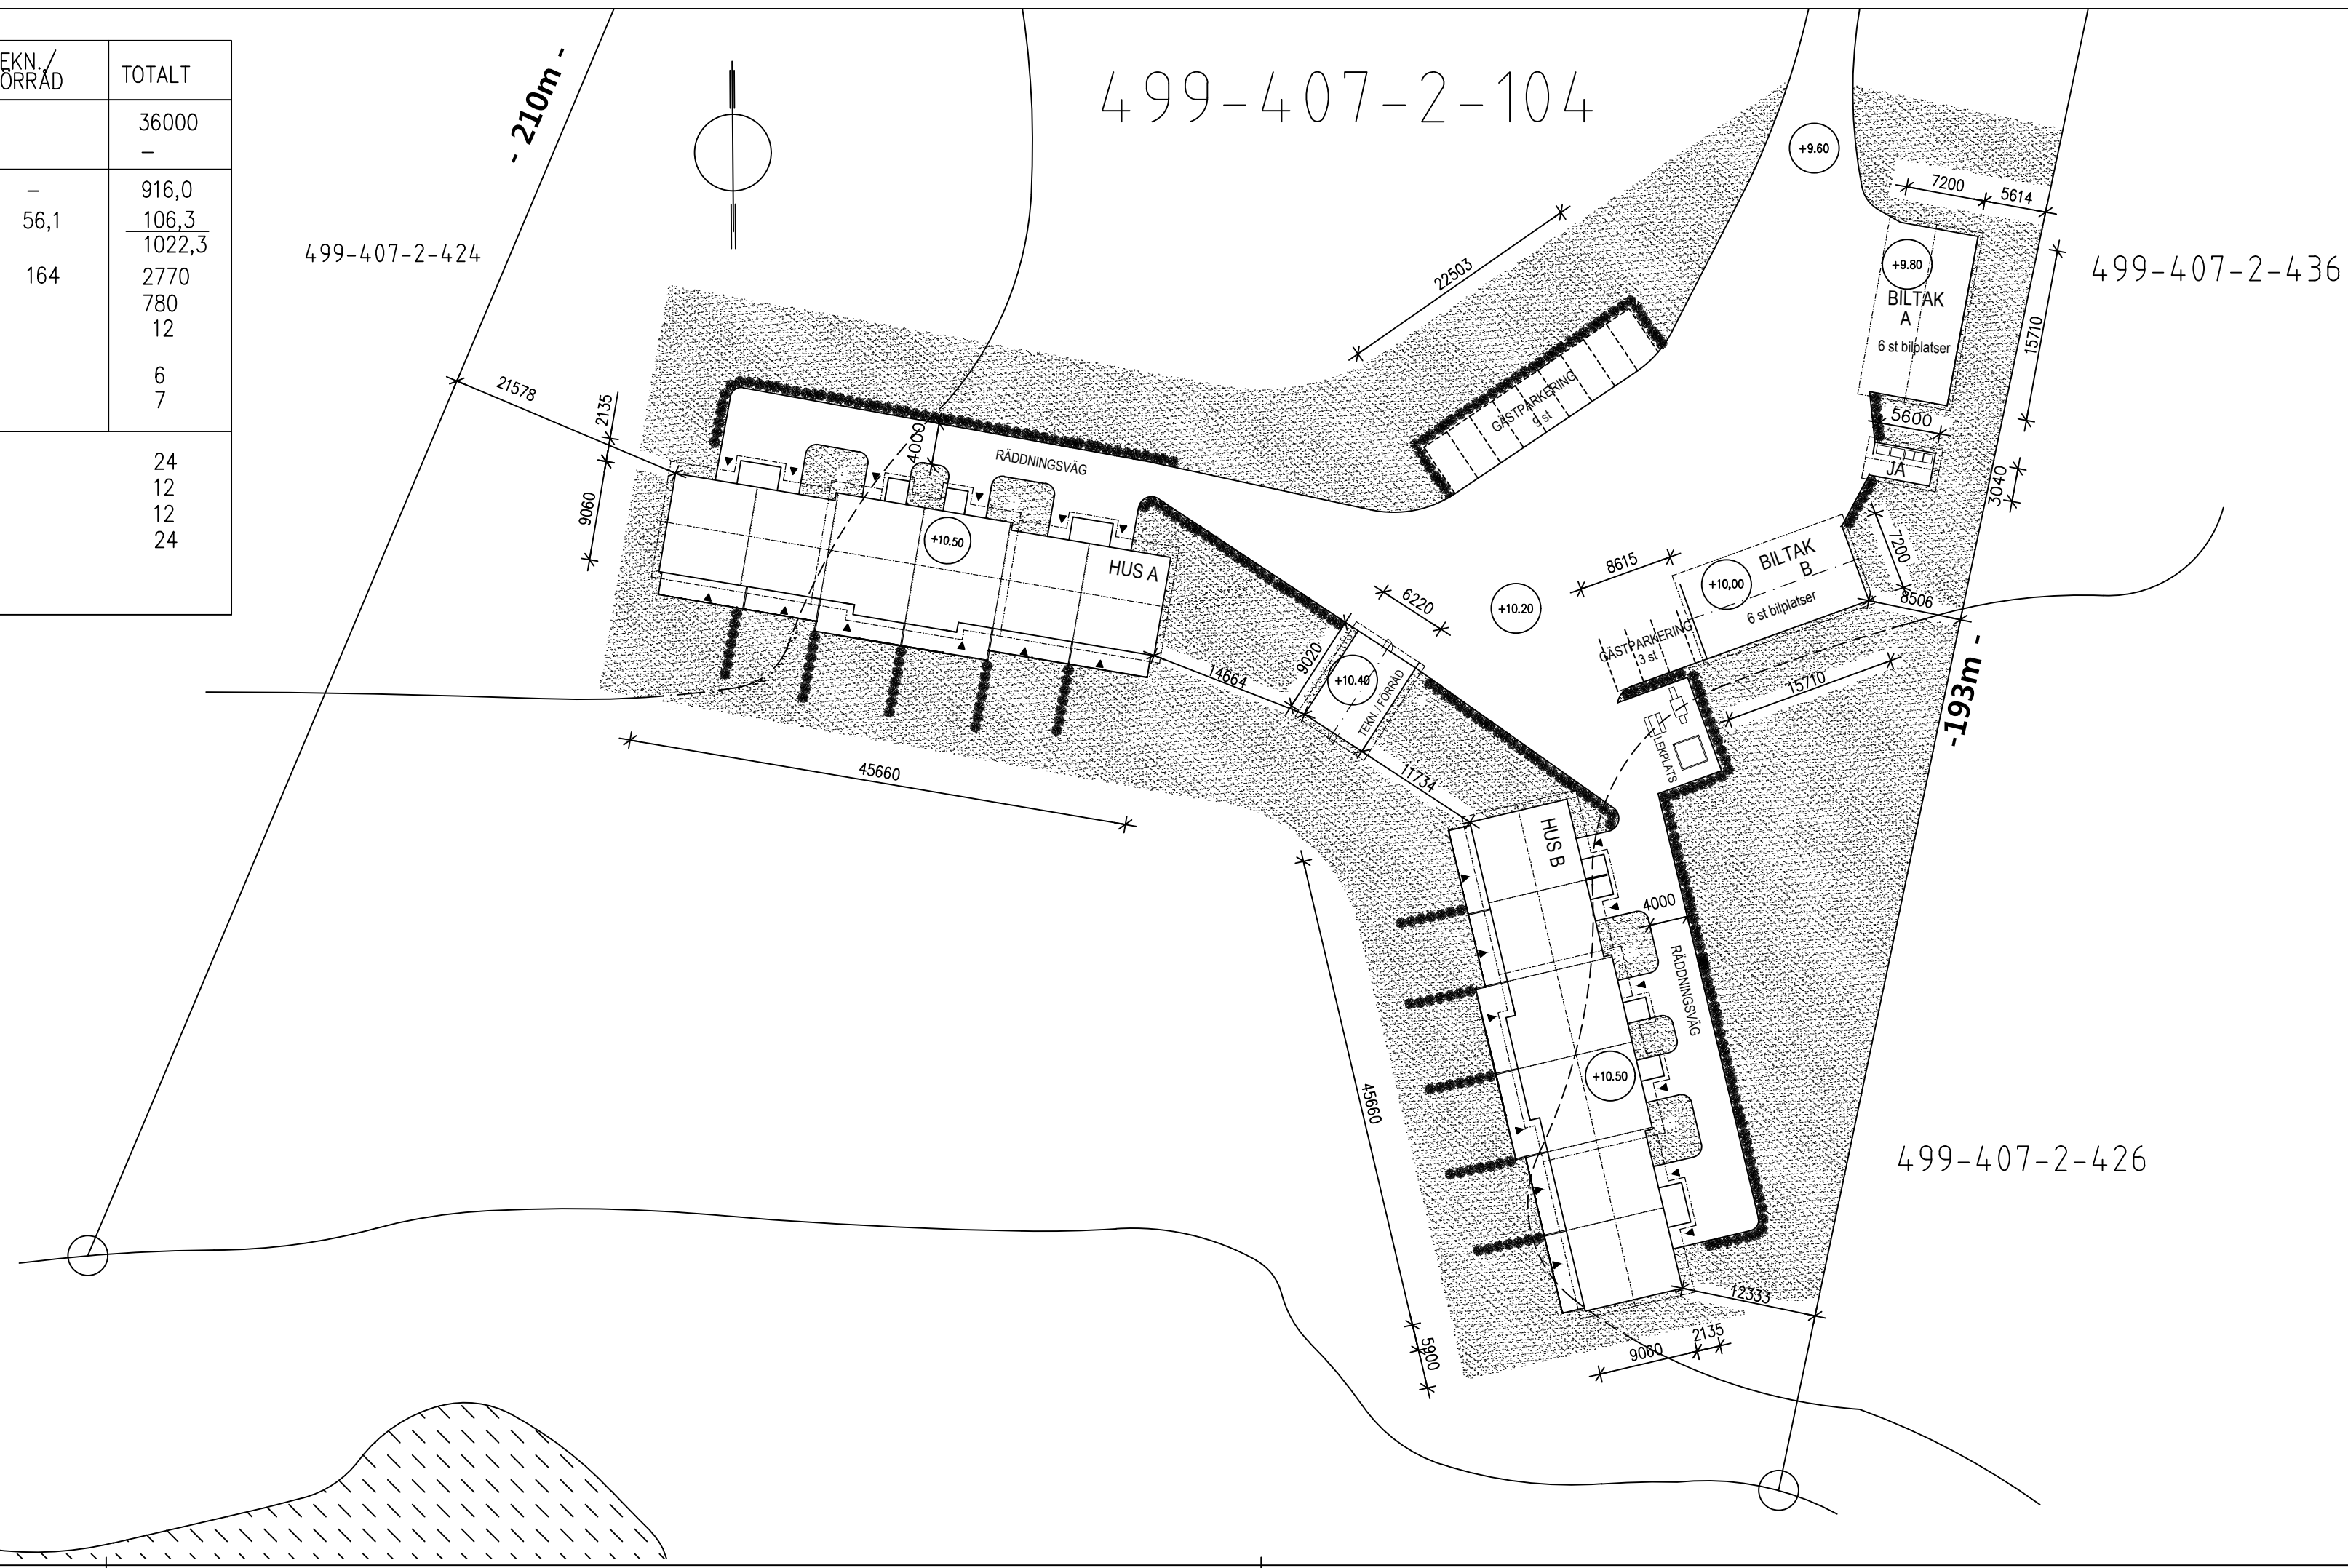 EKN./
ÖRRÅD
TOTALT
36000
–
– 916,0
56,1 106,3
1022,3
164 2770
780
12
6
7
24
12
12
24
- 210m -
499-407-2-104
499-407-2-424
+9.60
7200
5614
+9.80
BILTAK
A
6 st bilplatser
15710
499-407-2-436
22503
GÄSTPARKERING
9 st
5600
JÄ
3040
21578
2135
9060
4000
RÄDDNINGSVÄG
+10.50
HUS A
8615
BILTAK
B
+10,00
6 st bilplatser
7200
8506
6220
+10.20
GÄSTPARKERING
3 st
9020
+10.40
TEKN / FÖRRÅD
14664
15710
-193m -
LEKPLATS
45660
11734
HUS B
4000
RÄDDNINGSVÄG
+10.50
45660
499-407-2-426
12333
2135
9060
5900